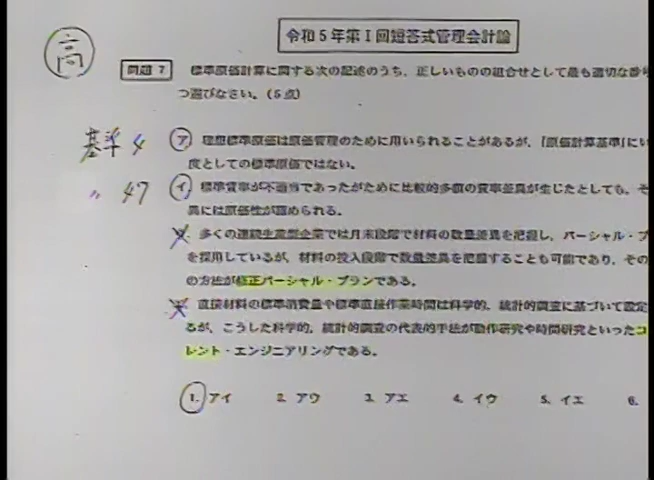 高
令和5年第Ⅰ回短答式管理会計論
問題 7 標準原価計算に関する次の記述のうち、正しいものの組合せとして最も適切な番号
つ選びなさい。(5点)
基準4 ア 理想標準原価は原価管理のために用いられることがあるが、「原価計算基準」にい
度としての標準原価ではない。
〃 47 イ 標準賃率が不適当であったがために比較的多額の賃率差異が生じたとしても、そ
異には原価性が認められる。
ウ 多くの連続生産型企業では月末段階で材料の数量差異を把握し、パーシャル・プ
を採用しているが、材料の投入段階で数量差異を把握することも可能であり、その
の方法が修正パーシャル・プランである。
エ 直接材料の標準消費量や標準直接作業時間は科学的、統計的調査に基づいて設定
るが、こうした科学的、統計的調査の代表的手法が動作研究や時間研究といったコ
レント・エンジニアリングである。
1. アイ 2. アウ 3. アエ 4. イウ 5. イエ 6.